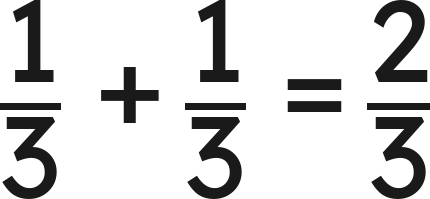 1/3 + 1/3 = 2/3